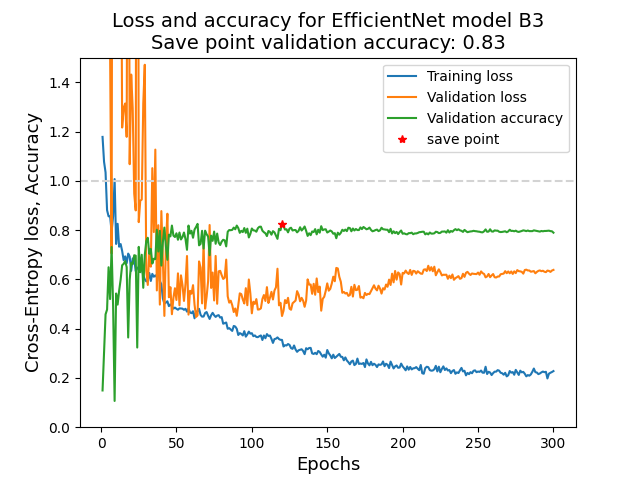 Loss and accuracy for EfficientNet model B3
Save point validation accuracy: 0.83
Training loss
Validation loss
Validation accuracy
save point
Cross-Entropy loss, Accuracy
1.4
1.2
1.0
0.8
0.6
0.4
0.2
0.0
0 50 100 150 200 250 300
Epochs